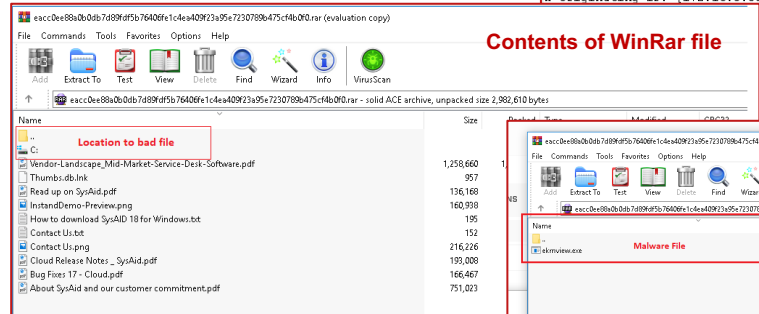 eacc0ee88a0b0db7d89fdf5b76406fe1c4ea409f23a95e7230789b475cf4b0f0.rar (evaluation copy)
File Commands Tools Favorites Options Help
Contents of WinRar file
Add Extract To Test View Delete Find Wizard Info VirusScan
eacc0ee88a0b0db7d89fdf5b76406fe1c4ea409f23a95e7230789b475cf4b0f0.rar - solid ACE archive, unpacked size 2,982,610 bytes
Name Size Packed Type Modified CRC32
..
C:
Location to bad file
Vendor-Landscape_Mid-Market-Service-Desk-Software.pdf 1,258,660
Thumbs.db.lnk 957
Read up on SysAid.pdf 136,168
InstandDemo-Preview.png 160,938
How to download SysAID 18 for Windows.txt 195
Contact Us.txt 152
Contact Us.png 216,226
Cloud Release Notes _ SysAid.pdf 193,008
Bug Fixes 17 - Cloud.pdf 166,467
About SysAid and our customer commitment.pdf 751,023
eacc0ee88a0b0db7d89fdf5b76406fe1c4ea409f23a95e7230789b475cf4
File Commands Tools Favorites Options Help
Add Extract To Test View Delete Find Wizar
eacc0ee88a0b0db7d89fdf5b76406fe1c4ea409f23a95e723078
Name
..
ekrnview.exe
Malware File